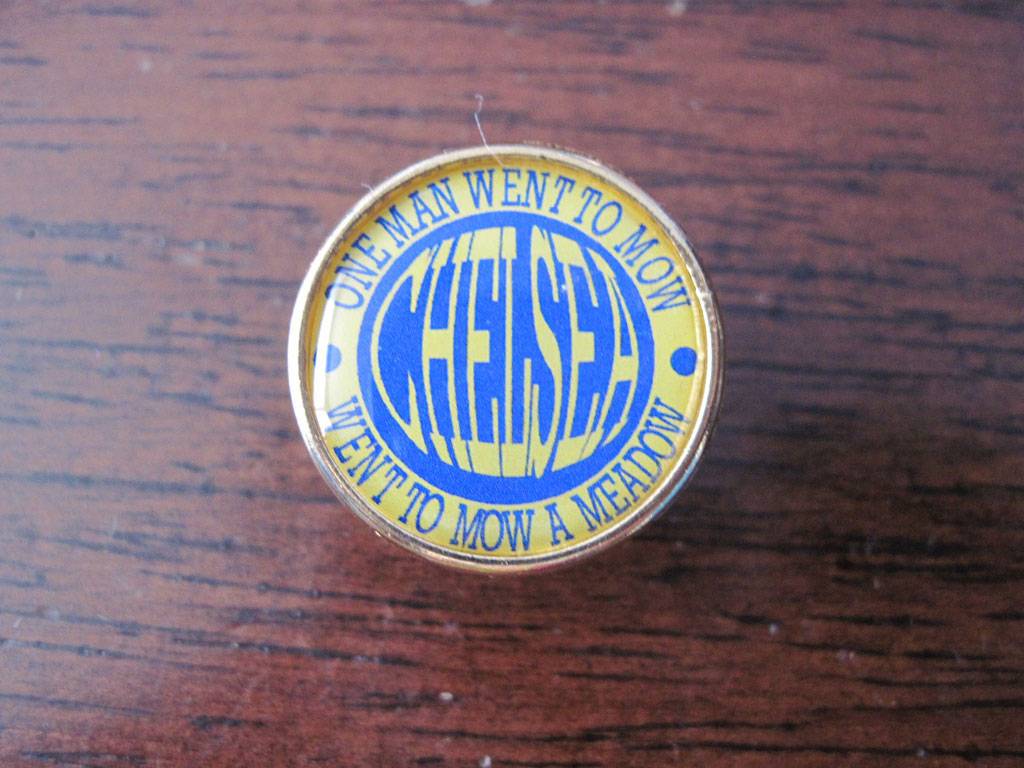 ONE MAN WENT TO MOW
CHELSEA
WENT TO MOW A MEADOW